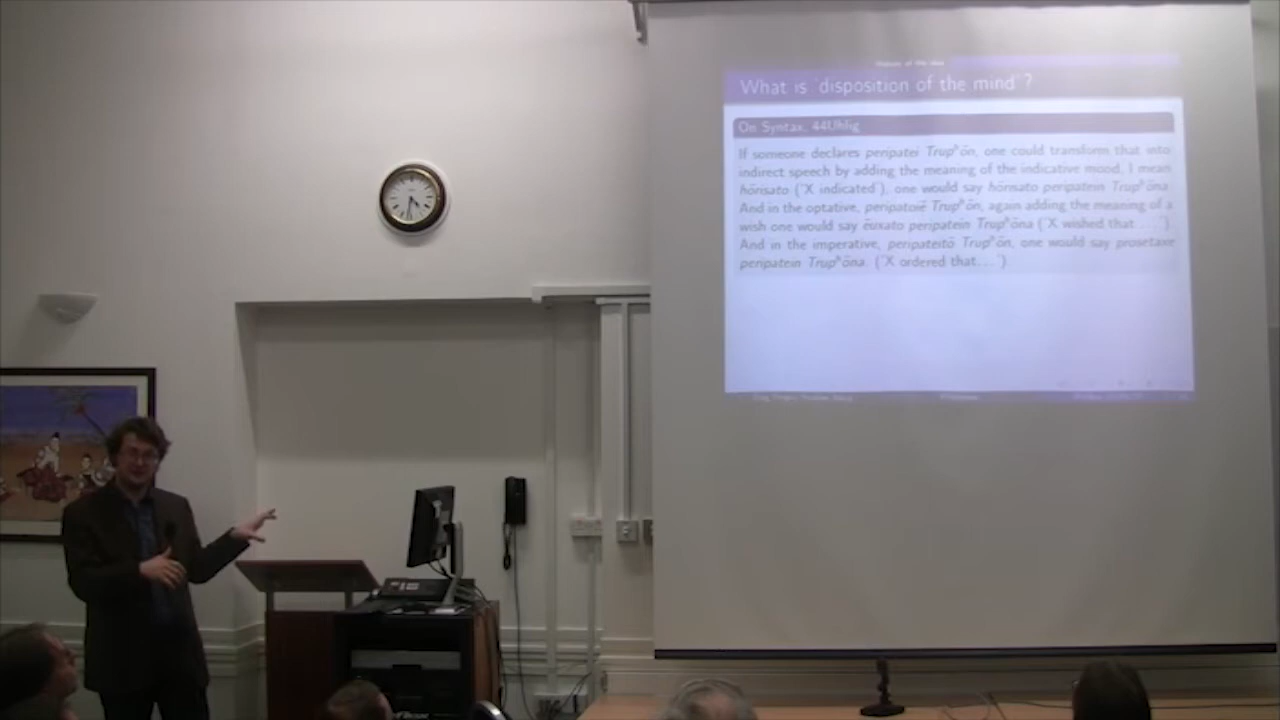 What is 'disposition of the mind'?
On Syntax, 44Uhlig
If someone declares peripatei Trupʰōn, one could transform that into
indirect speech by adding the meaning of the indicative mood, I mean
hōrisato ('X indicated'), one would say hōrisato peripatein Trupʰōna.
And in the optative, peripatoiē Trupʰōn, again adding the meaning of a
wish one would say ēuxato peripatein Trupʰōna ('X wished that ...').
And in the imperative, peripateitō Trupʰōn, one would say prosetaxe
peripatein Trupʰōna. ('X ordered that...')